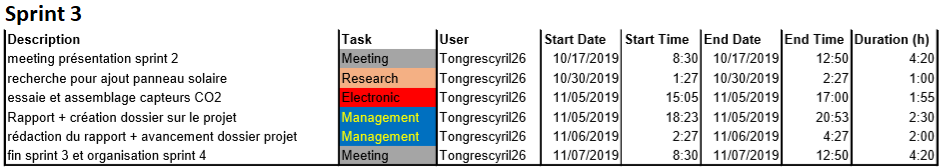 Sprint 3
Description Task User Start Date Start Time End Date End Time Duration (h)
meeting présentation sprint 2 Meeting Tongrescyril26 10/17/2019 8:30 10/17/2019 12:50 4:20
recherche pour ajout panneau solaire Research Tongrescyril26 10/30/2019 1:27 10/30/2019 2:27 1:00
essaie et assemblage capteurs CO2 Electronic Tongrescyril26 11/05/2019 15:05 11/05/2019 17:00 1:55
Rapport + création dossier sur le projet Management Tongrescyril26 11/05/2019 18:23 11/05/2019 20:53 2:30
rédaction du rapport + avancement dossier projet Management Tongrescyril26 11/06/2019 2:27 11/06/2019 4:27 2:00
fin sprint 3 et organisation sprint 4 Meeting Tongrescyril26 11/07/2019 8:30 11/07/2019 12:50 4:20